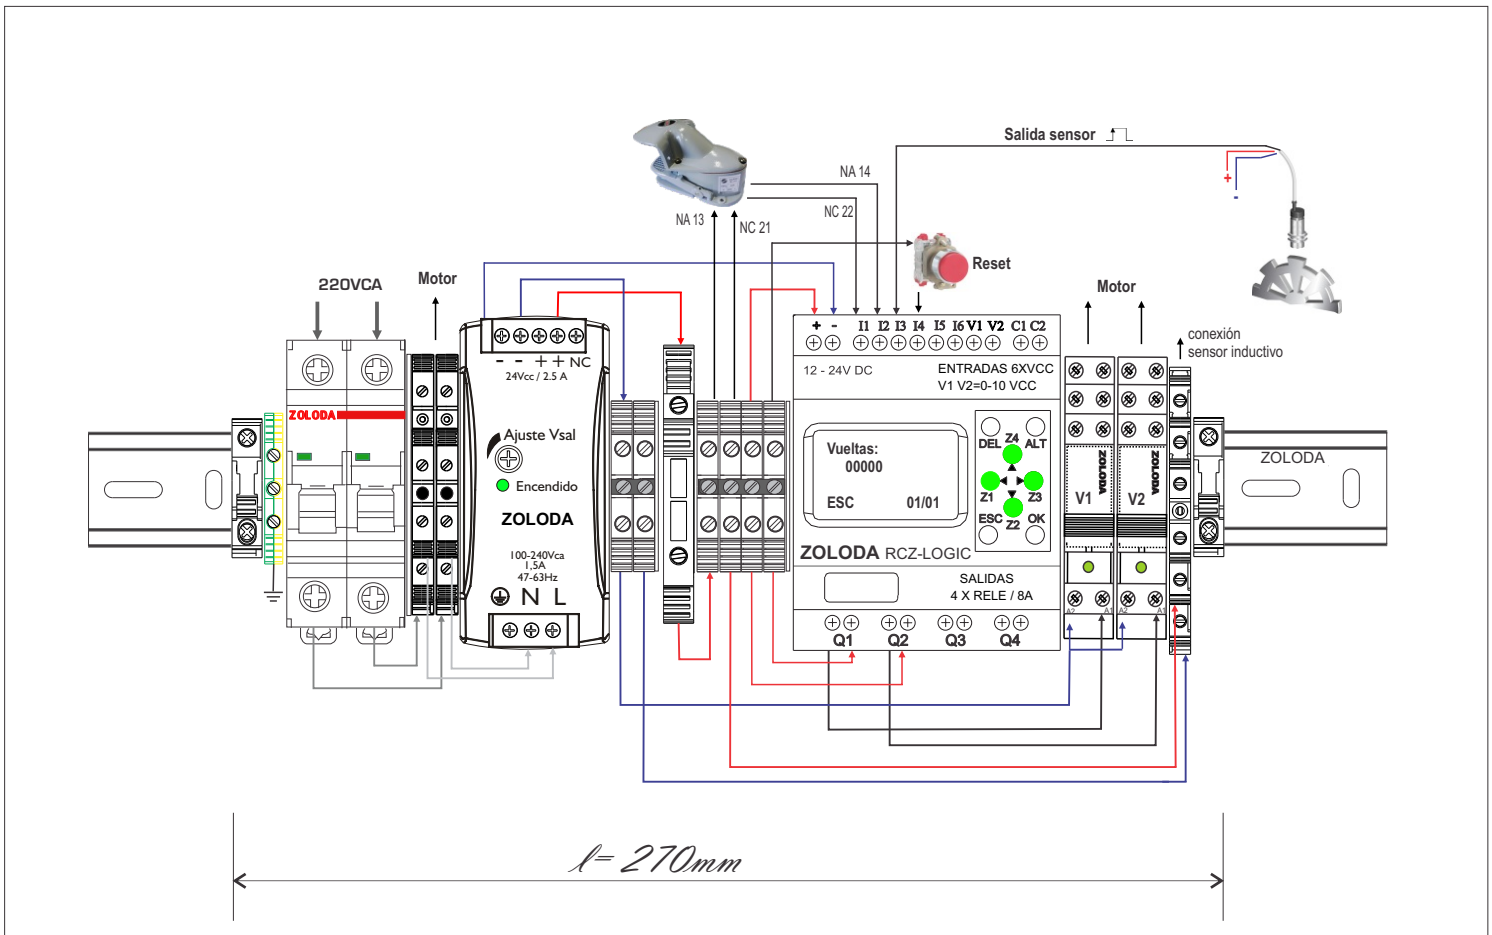 Salida sensor
NA 14
NC 22
NA 13
NC 21
+
-
Reset
220VCA
Motor
Motor
conexión
sensor inductivo
- - + + NC
24Vcc / 2.5 A
+ - I1 I2 I3 I4 I5 I6 V1 V2 C1 C2
12 - 24V DC
ENTRADAS 6XVCC
V1 V2=0-10 VCC
ZOLODA
Ajuste Vsal
Encendido
ZOLODA
100-240Vca
1,5A
47-63Hz
N L
Vueltas:
00000
ESC 01/01
DEL Z4 ALT
Z1 Z3
ESC Z2 OK
ZOLODA RCZ-LOGIC
SALIDAS
4 X RELE / 8A
Q1 Q2 Q3 Q4
ZOLODA
V1
ZOLODA
V2
A2 A1
A2 A1
ZOLODA
l= 270mm